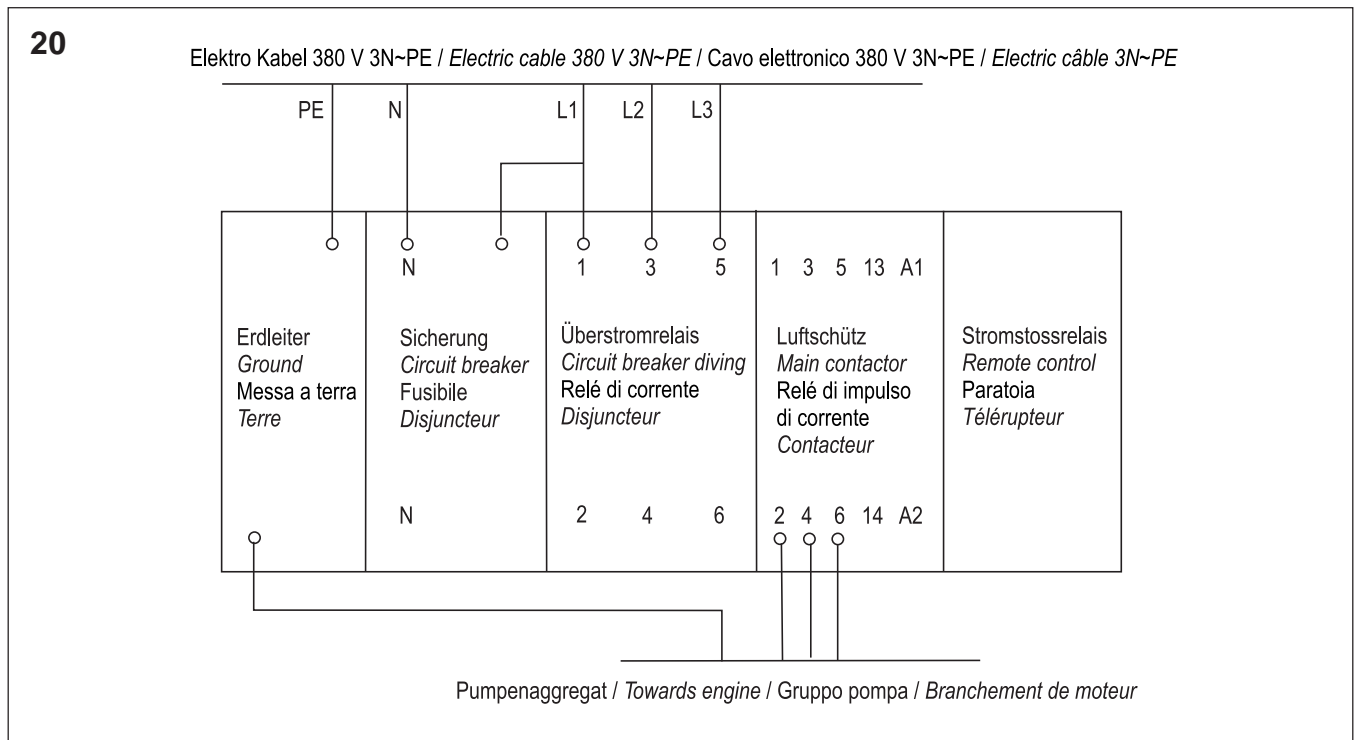 20
Elektro Kabel 380 V 3N~PE / Electric cable 380 V 3N~PE / Cavo elettronico 380 V 3N~PE / Electric câble 3N~PE
PE N L1 L2 L3
N 1 3 5 1 3 5 13 A1
Erdleiter
Ground
Messa a terra
Terre
Sicherung
Circuit breaker
Fusibile
Disjuncteur
Überstromrelais
Circuit breaker diving
Relé di corrente
Disjuncteur
Luftschütz
Main contactor
Relé di impulso
di corrente
Contacteur
Stromstossrelais
Remote control
Paratoia
Télérupteur
N 2 4 6 2 4 6 14 A2
Pumpenaggregat / Towards engine / Gruppo pompa / Branchement de moteur